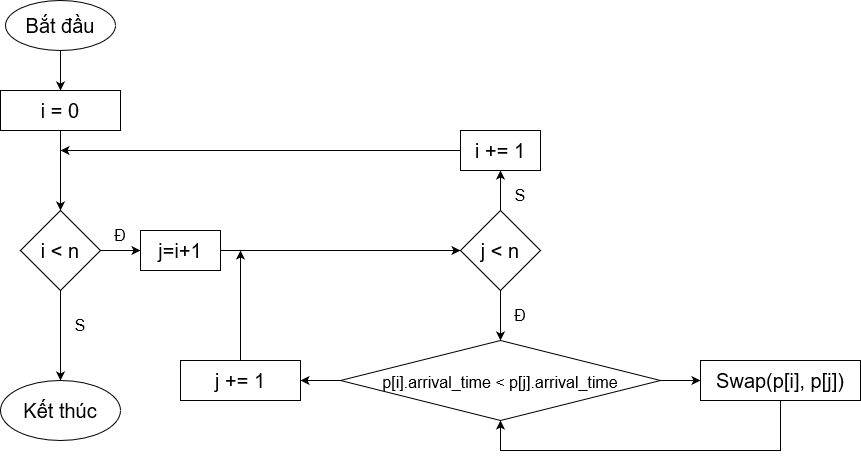 Bắt đầu
i = 0
i += 1
S
i < n
Đ
j=i+1
j < n
S
Đ
j += 1
p[i].arrival_time < p[j].arrival_time
Swap(p[i], p[j])
Kết thúc